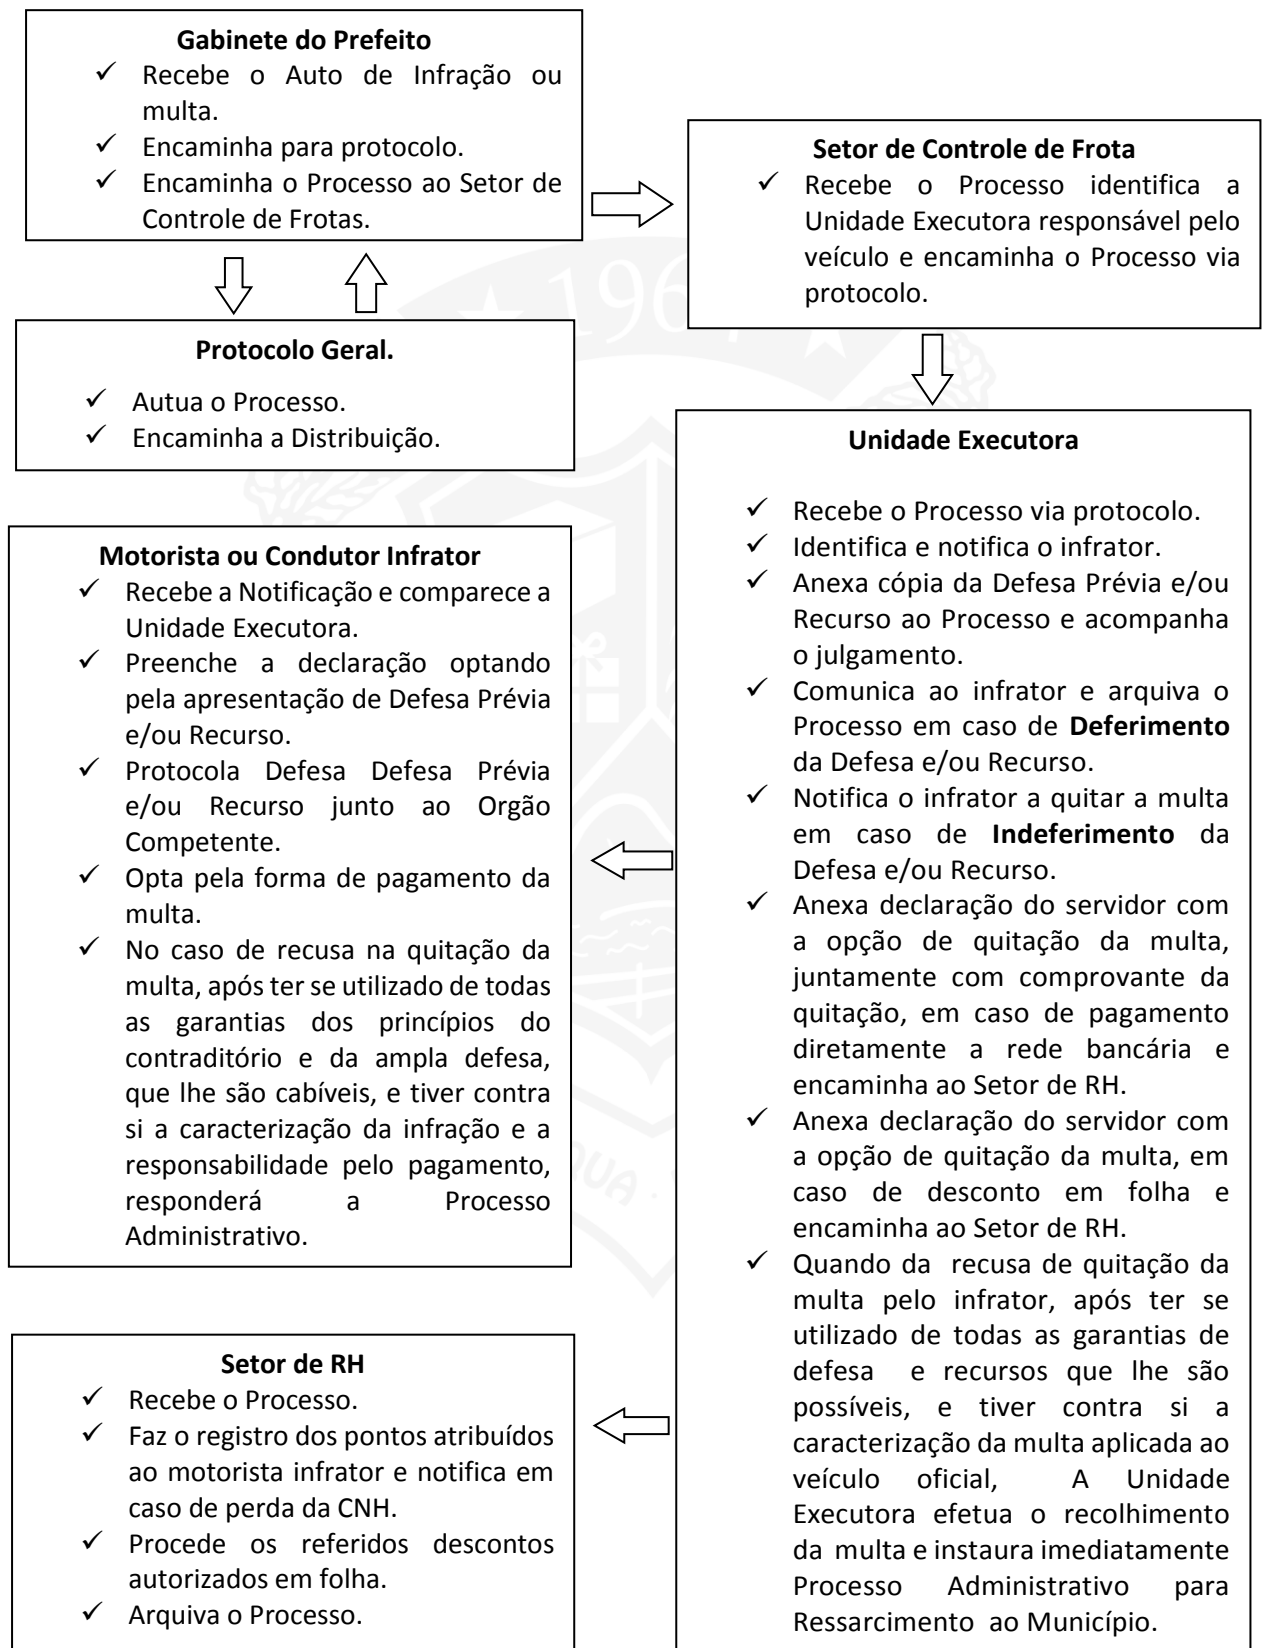 Gabinete do Prefeito
✓ Recebe o Auto de Infração ou
multa.
✓ Encaminha para protocolo.
✓ Encaminha o Processo ao Setor de
Controle de Frotas.
Setor de Controle de Frota
✓ Recebe o Processo identifica a
Unidade Executora responsável pelo
veículo e encaminha o Processo via
protocolo.
Protocolo Geral.
✓ Autua o Processo.
✓ Encaminha a Distribuição.
Unidade Executora
✓ Recebe o Processo via protocolo.
✓ Identifica e notifica o infrator.
✓ Anexa cópia da Defesa Prévia e/ou
Recurso ao Processo e acompanha
o julgamento.
✓ Comunica ao infrator e arquiva o
Processo em caso de Deferimento
da Defesa e/ou Recurso.
✓ Notifica o infrator a quitar a multa
em caso de Indeferimento da
Defesa e/ou Recurso.
✓ Anexa declaração do servidor com
a opção de quitação da multa,
juntamente com comprovante da
quitação, em caso de pagamento
diretamente a rede bancária e
encaminha ao Setor de RH.
✓ Anexa declaração do servidor com
a opção de quitação da multa, em
caso de desconto em folha e
encaminha ao Setor de RH.
✓ Quando da recusa de quitação da
multa pelo infrator, após ter se
utilizado de todas as garantias de
defesa e recursos que lhe são
possíveis, e tiver contra si a
caracterização da multa aplicada ao
veículo oficial, A Unidade
Executora efetua o recolhimento
da multa e instaura imediatamente
Processo Administrativo para
Ressarcimento ao Município.
Motorista ou Condutor Infrator
✓ Recebe a Notificação e comparece a
Unidade Executora.
✓ Preenche a declaração optando
pela apresentação de Defesa Prévia
e/ou Recurso.
✓ Protocola Defesa Defesa Prévia
e/ou Recurso junto ao Orgão
Competente.
✓ Opta pela forma de pagamento da
multa.
✓ No caso de recusa na quitação da
multa, após ter se utilizado de todas
as garantias dos princípios do
contraditório e da ampla defesa,
que lhe são cabíveis, e tiver contra
si a caracterização da infração e a
responsabilidade pelo pagamento,
responderá a Processo
Administrativo.
Setor de RH
✓ Recebe o Processo.
✓ Faz o registro dos pontos atribuídos
ao motorista infrator e notifica em
caso de perda da CNH.
✓ Procede os referidos descontos
autorizados em folha.
✓ Arquiva o Processo.